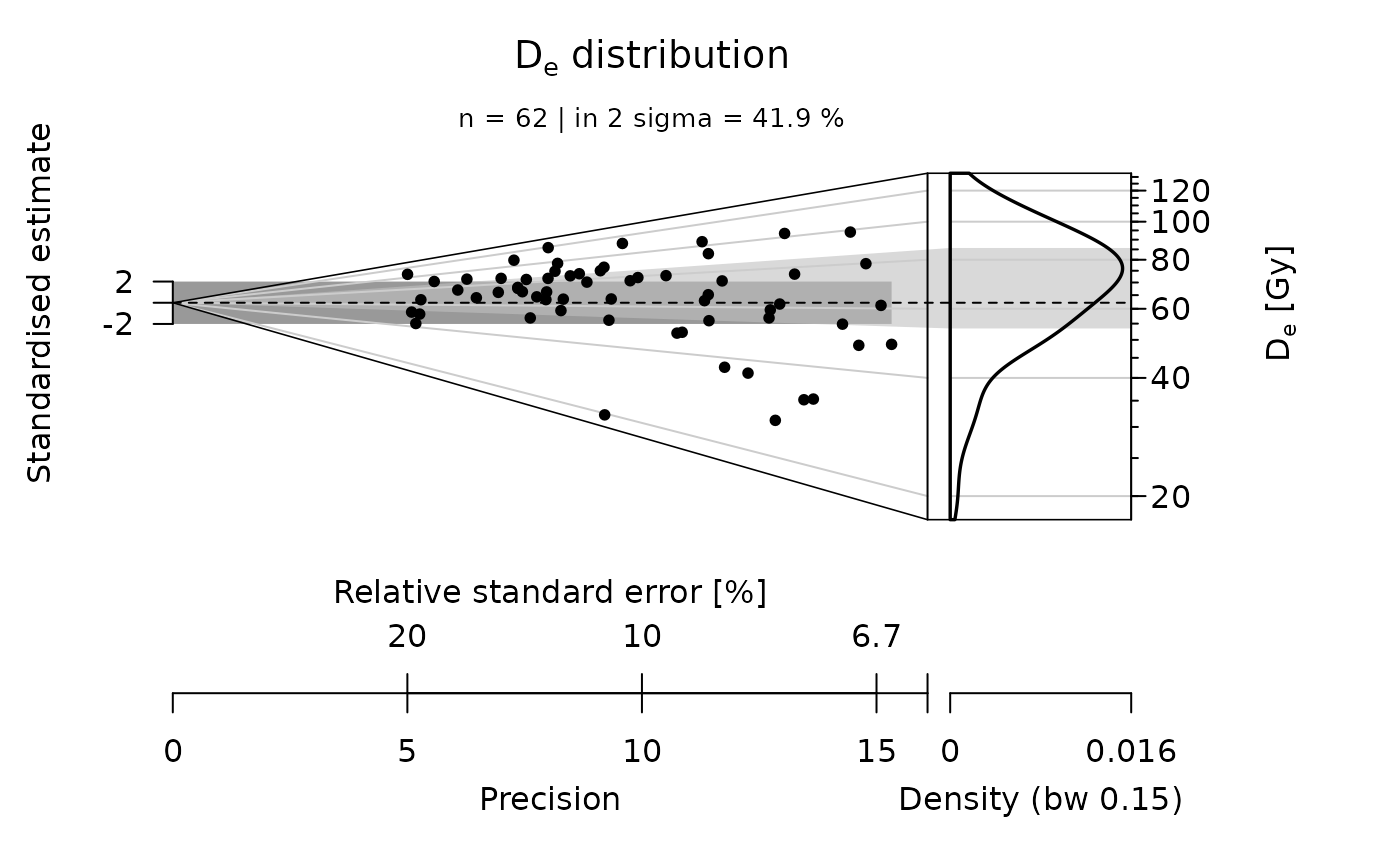 De distribution
n = 62 | in 2 sigma = 41.9 %
Standardised estimate
2
-2
120
100
80
60
40
20
De [Gy]
Relative standard error [%]
20 10 6.7
0 5 10 15
Precision
0 0.016
Density (bw 0.15)